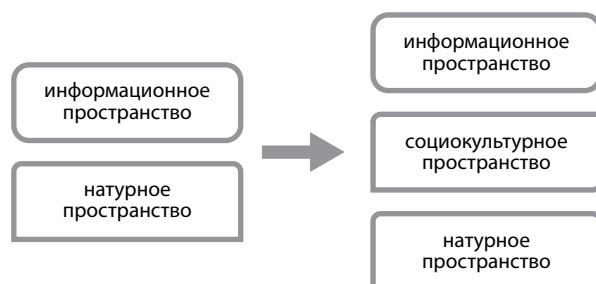 информационное
пространство
натурное
пространство
информационное
пространство
социокультурное
пространство
натурное
пространство